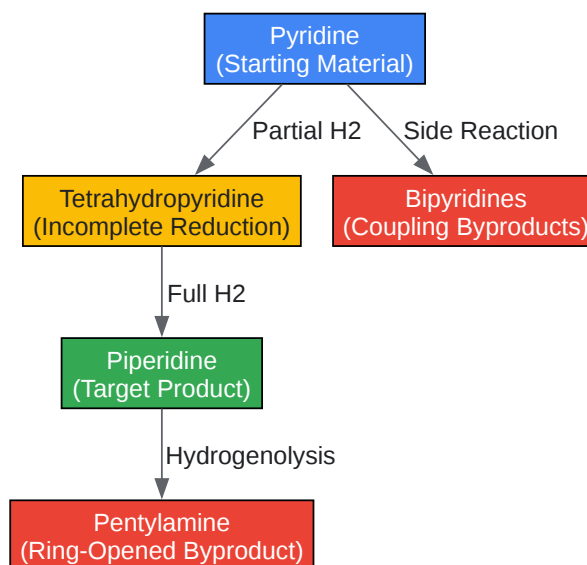 Pyridine
(Starting Material)
Partial H2
Side Reaction
Tetrahydropyridine
(Incomplete Reduction)
Bipyridines
(Coupling Byproducts)
Full H2
Piperidine
(Target Product)
Hydrogenolysis
Pentylamine
(Ring-Opened Byproduct)